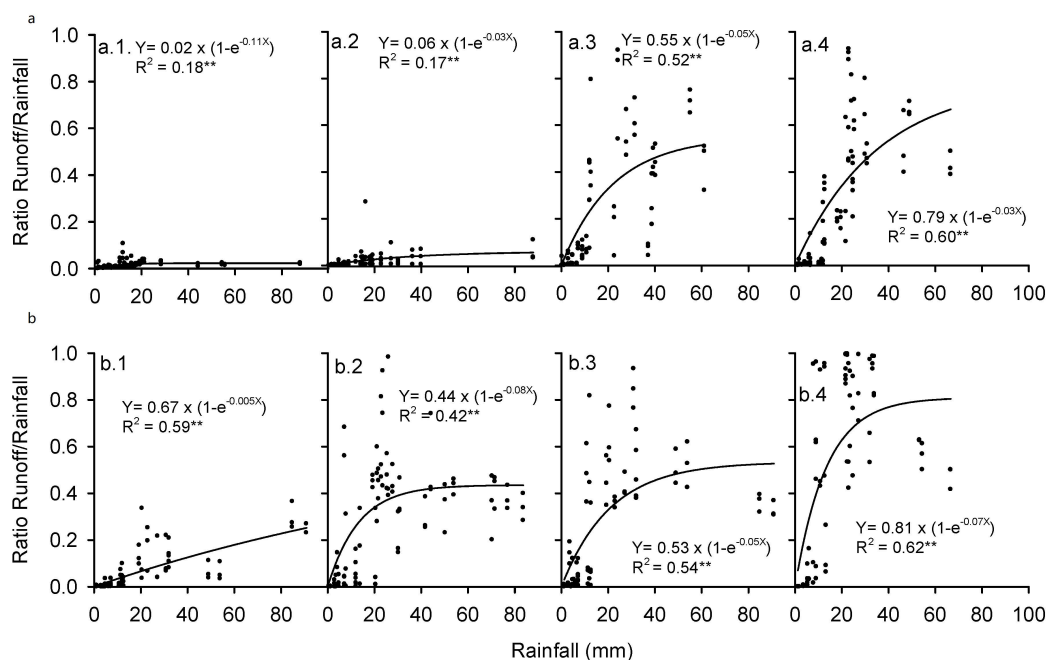 a
a.1. Y= 0.02 x (1-e^-0.11X)
R² = 0.18**
a.2 Y= 0.06 x (1-e^-0.03X)
R² = 0.17**
a.3 Y= 0.55 x (1-e^-0.05X)
R² = 0.52**
a.4
Y= 0.79 x (1-e^-0.03X)
R² = 0.60**
1.0
0.8
0.6
0.4
0.2
0.0
Ratio Runoff/Rainfall
0 20 40 60 80 0 20 40 60 80 0 20 40 60 80 0 20 40 60 80 100
b
b.1
Y= 0.67 x (1-e^-0.005X)
R² = 0.59**
b.2
Y= 0.44 x (1-e^-0.08X)
R² = 0.42**
b.3
Y= 0.53 x (1-e^-0.05X)
R² = 0.54**
b.4
Y= 0.81 x (1-e^-0.07X)
R² = 0.62**
1.0
0.8
0.6
0.4
0.2
0.0
Ratio Runoff/Rainfall
0 20 40 60 80 0 20 40 60 80 0 20 40 60 80 0 20 40 60 80 100
Rainfall (mm)